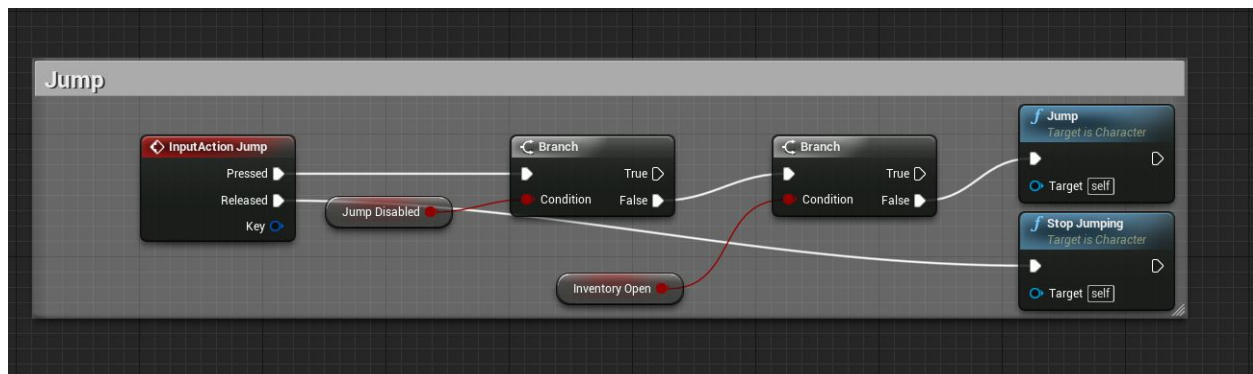 Jump
InputAction Jump
Pressed
Released
Key
Jump Disabled
Branch
True
Condition False
Inventory Open
Branch
True
Condition False
f Jump
Target is Character
Target self
f Stop Jumping
Target is Character
Target self